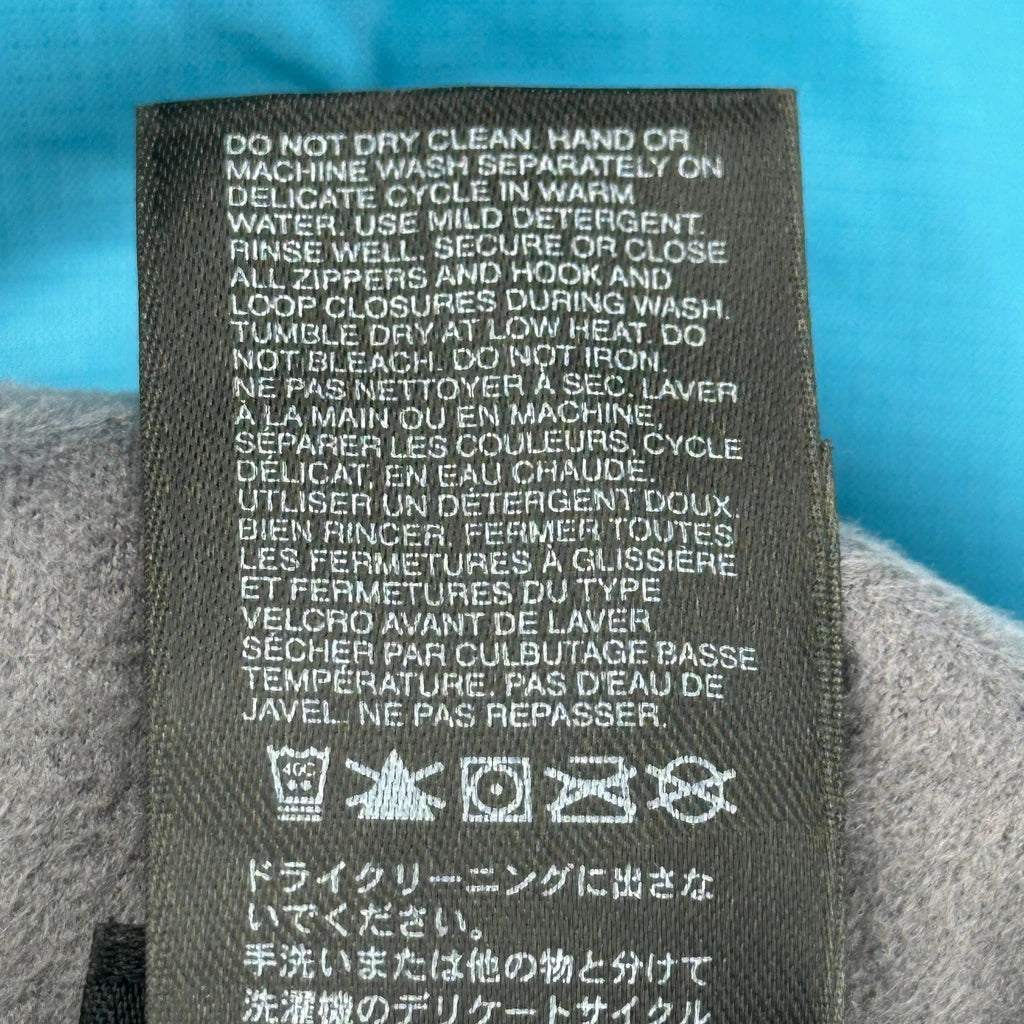 DO NOT DRY CLEAN. HAND OR
MACHINE WASH SEPARATELY ON
DELICATE CYCLE IN WARM
WATER. USE MILD DETERGENT.
RINSE WELL. SECURE OR CLOSE
ALL ZIPPERS AND HOOK AND
LOOP CLOSURES DURING WASH.
TUMBLE DRY AT LOW HEAT. DO
NOT BLEACH. DO NOT IRON.
NE PAS NETTOYER À SEC. LAVER
À LA MAIN OU EN MACHINE,
SÉPARER LES COULEURS. CYCLE
DÉLICAT, EN EAU CHAUDE.
UTILISER UN DÉTERGENT DOUX
BIEN RINCER. FERMER TOUTES
LES FERMETURES À GLISSIÈRE
ET FERMETURES DU TYPE
VELCRO AVANT DE LAVER
SÉCHER PAR CULBUTAGE BASSE
TEMPÉRATURE. PAS D'EAU DE
JAVEL. NE PAS REPASSER.
40C
ドライクリーニングに出さな
いでください。
手洗いまたは他の物と分けて
洗濯機のデリケートサイクル